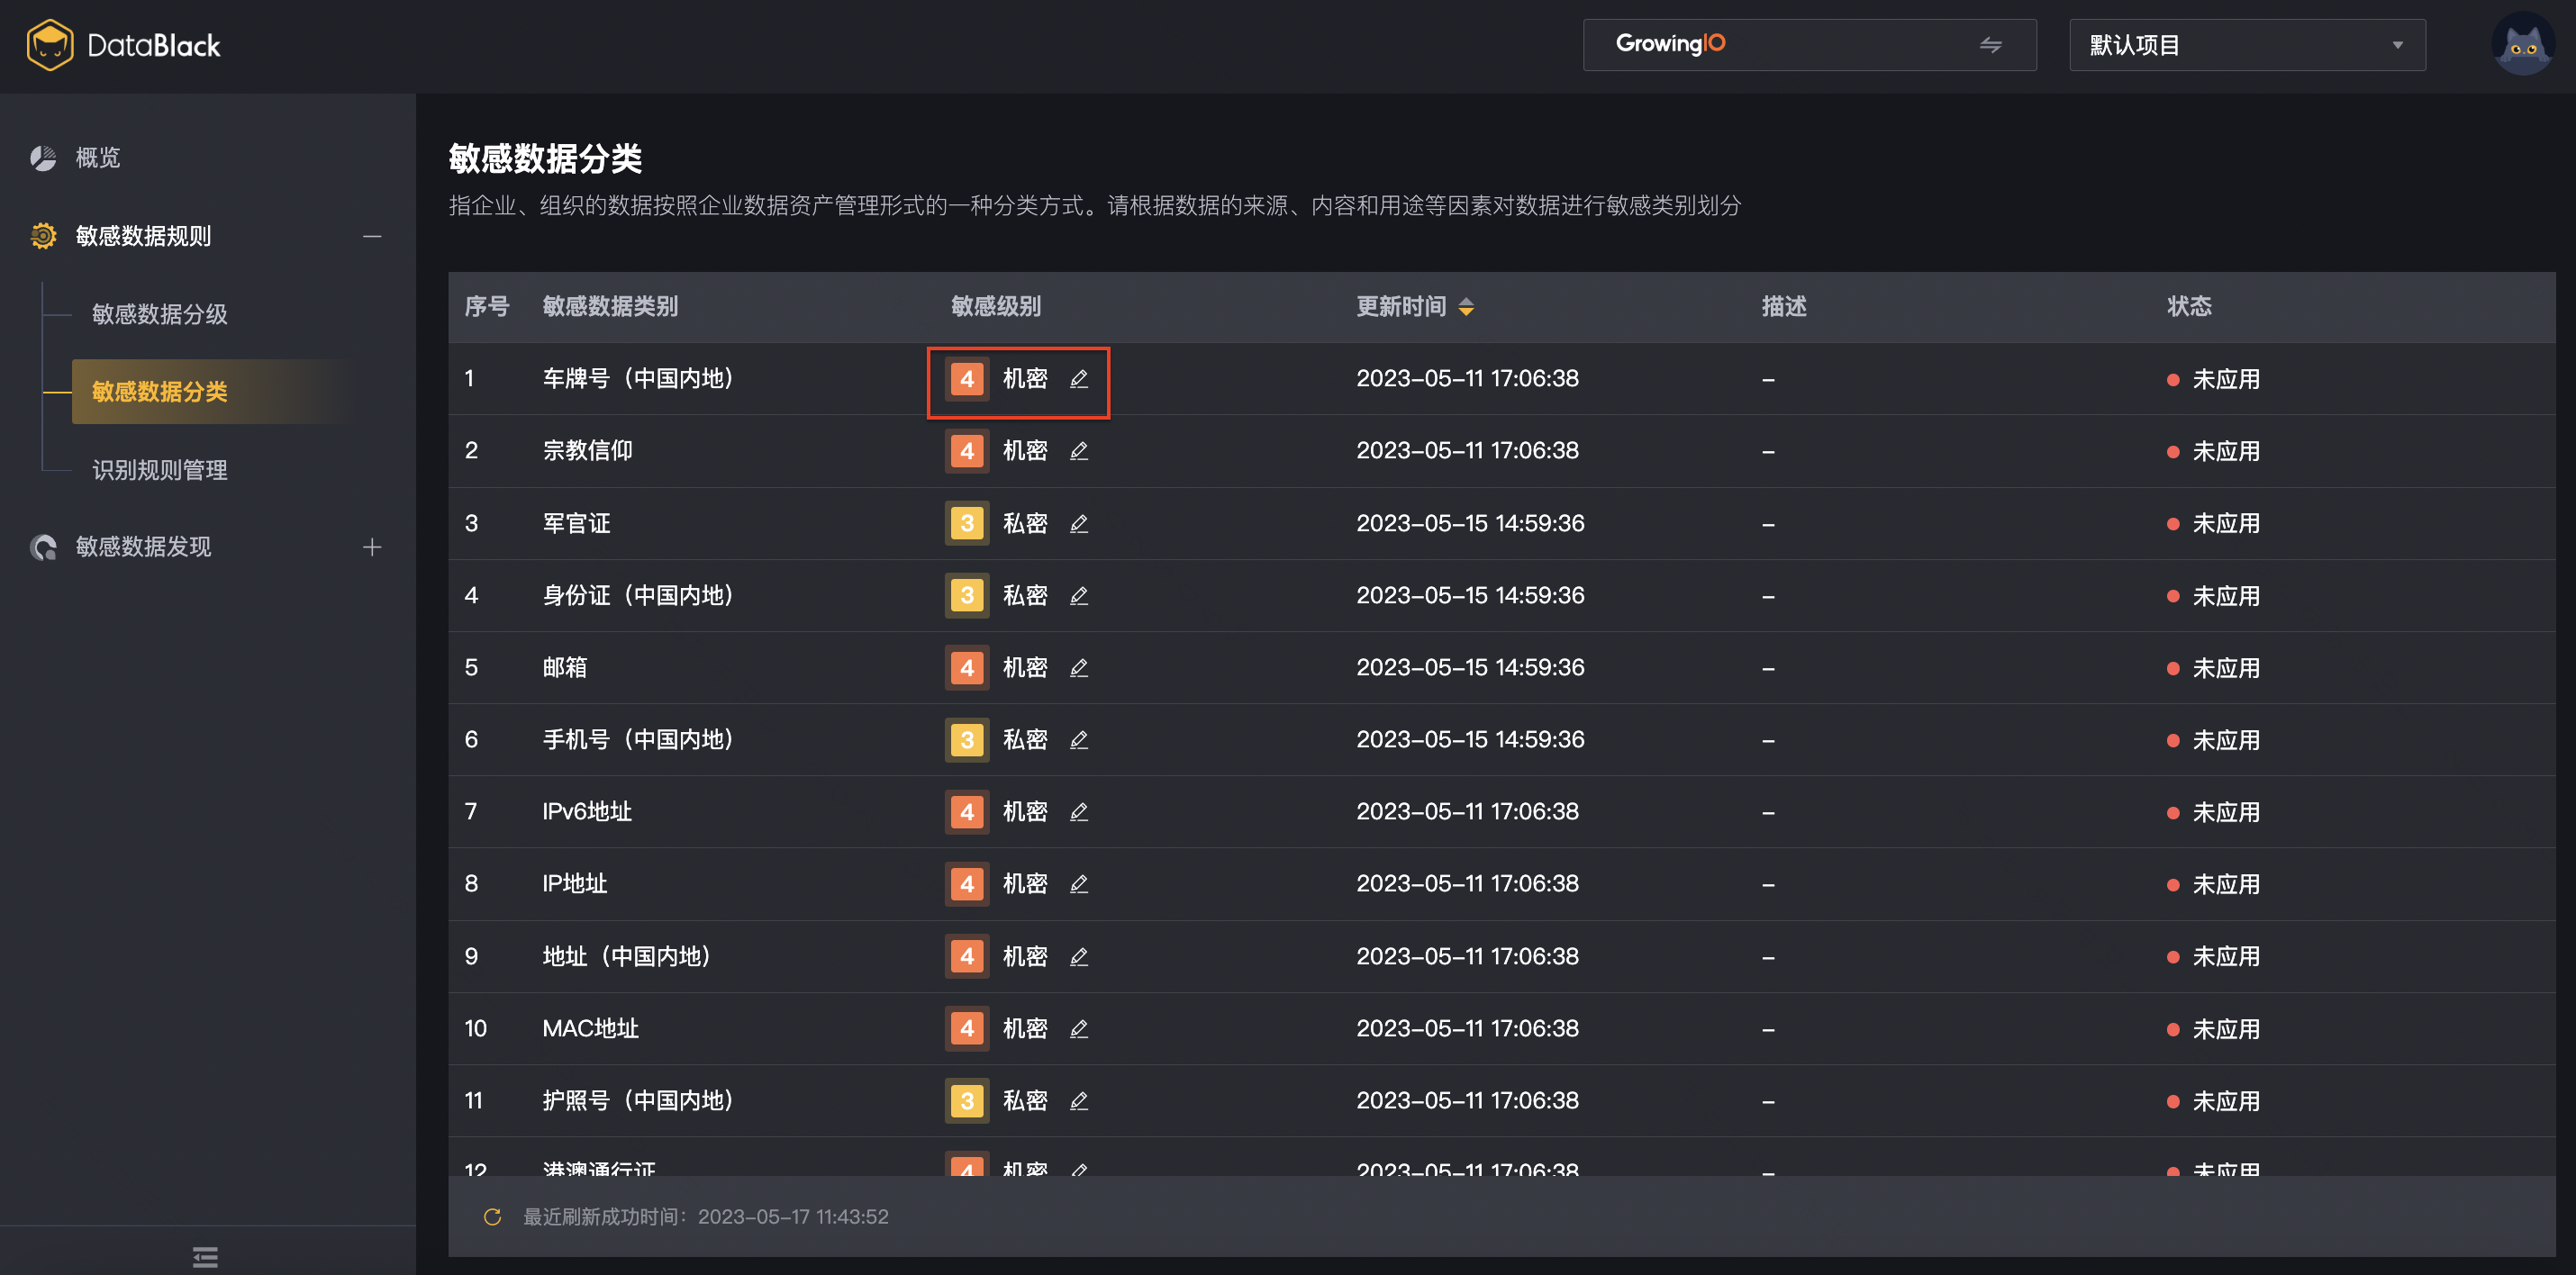 DataBlack
GrowingIO
默认项目
概览
敏感数据规则
敏感数据分级
敏感数据分类
识别规则管理
敏感数据发现
敏感数据分类
指企业、组织的数据按照企业数据资产管理形式的一种分类方式。请根据数据的来源、内容和用途等因素对数据进行敏感类别划分
序号 敏感数据类别 敏感级别 更新时间 描述 状态
1 车牌号（中国内地） 4 机密 2023-05-11 17:06:38 – 未应用
2 宗教信仰 4 机密 2023-05-11 17:06:38 – 未应用
3 军官证 3 私密 2023-05-15 14:59:36 – 未应用
4 身份证（中国内地） 3 私密 2023-05-15 14:59:36 – 未应用
5 邮箱 4 机密 2023-05-15 14:59:36 – 未应用
6 手机号（中国内地） 3 私密 2023-05-15 14:59:36 – 未应用
7 IPv6地址 4 机密 2023-05-11 17:06:38 – 未应用
8 IP地址 4 机密 2023-05-11 17:06:38 – 未应用
9 地址（中国内地） 4 机密 2023-05-11 17:06:38 – 未应用
10 MAC地址 4 机密 2023-05-11 17:06:38 – 未应用
11 护照号（中国内地） 3 私密 2023-05-11 17:06:38 – 未应用
12 港澳通行证 4 机密 2023-05-11 17:06:38 – 未应用
最近刷新成功时间：2023-05-17 11:43:52